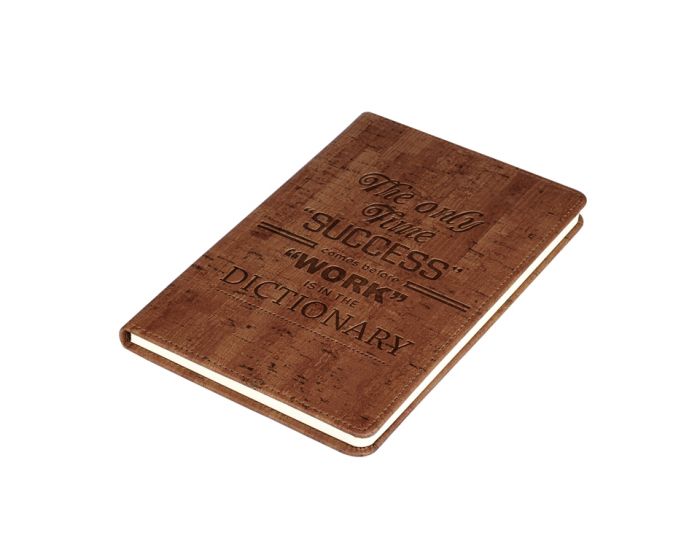 The only
Time
"SUCCESS"
comes before
"WORK"
IS IN THE
DICTIONARY